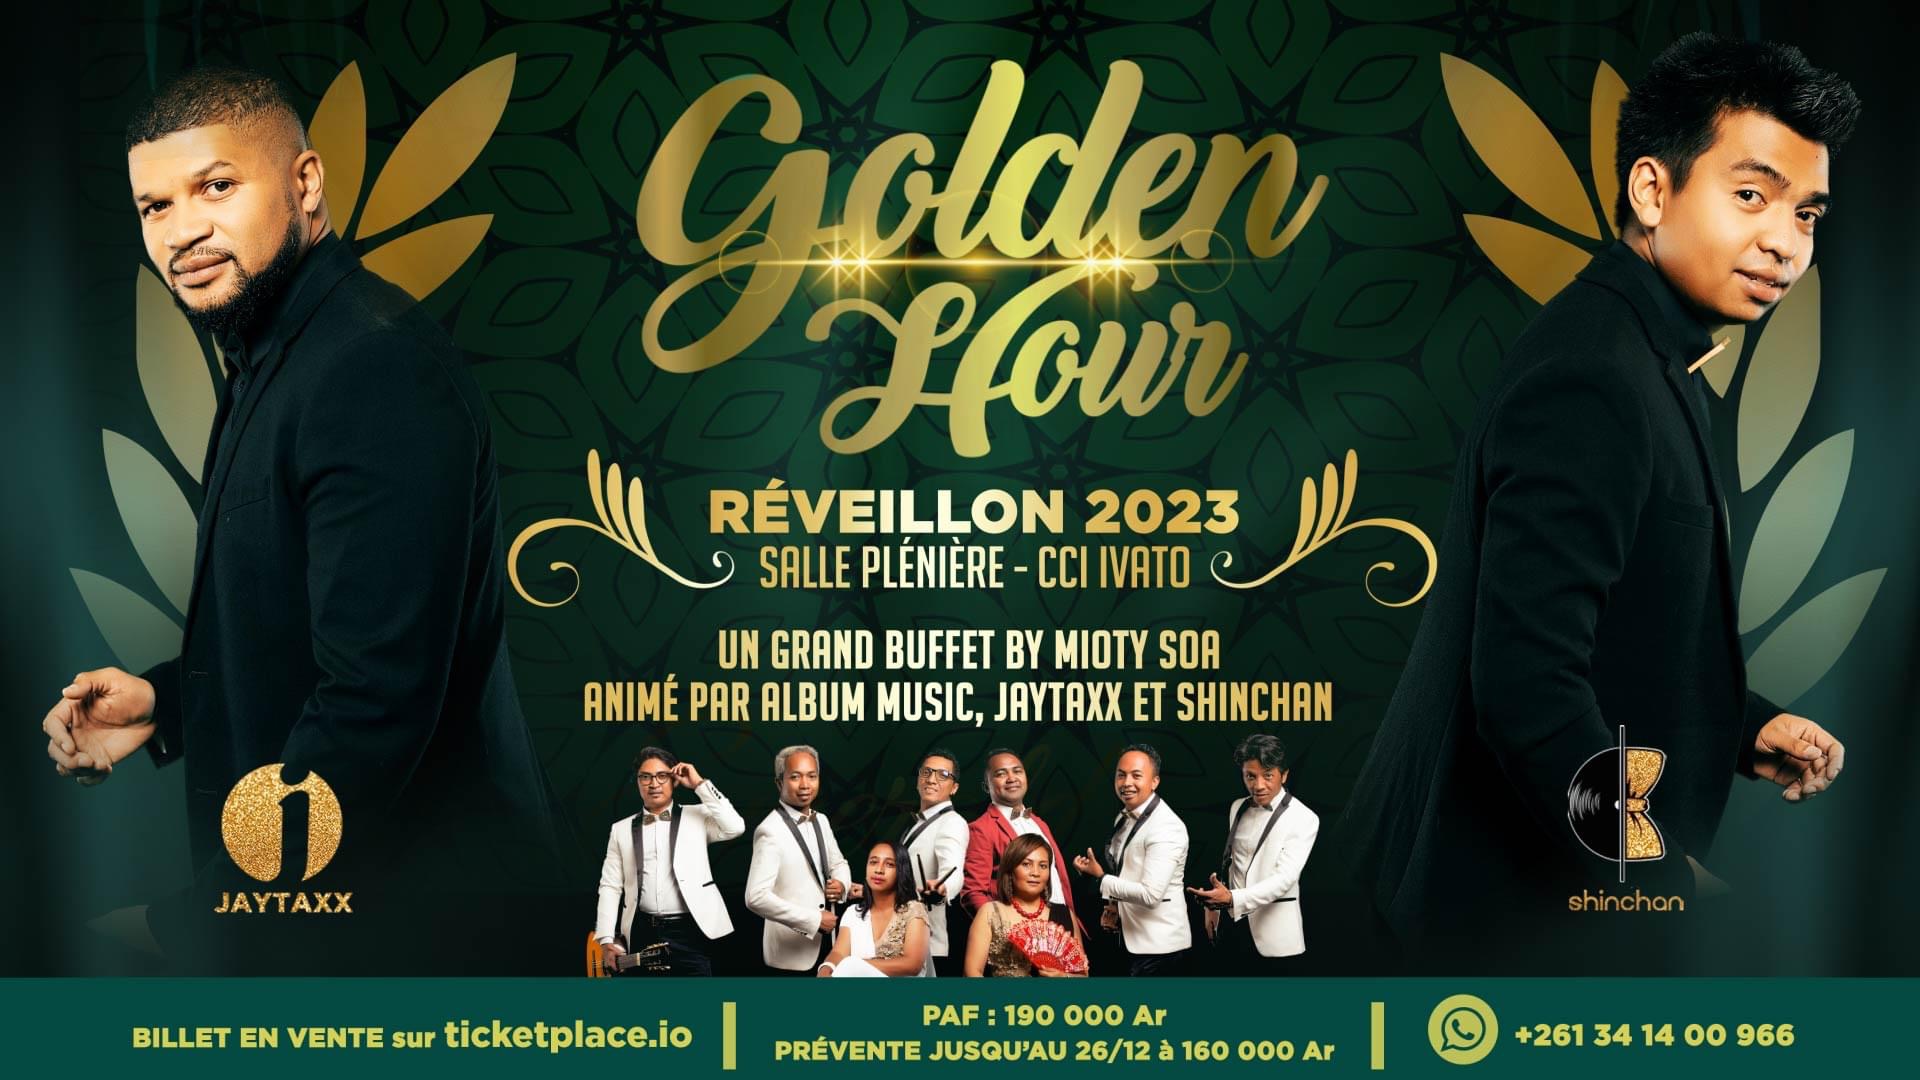 Golden
Hour
RÉVEILLON 2023
SALLE PLÉNIÈRE - CCI IVATO
UN GRAND BUFFET BY MIOTY SOA
ANIMÉ PAR ALBUM MUSIC, JAYTAXX ET SHINCHAN
JAYTAXX
shinchan
BILLET EN VENTE sur ticketplace.io
PAF : 190 000 Ar
PRÉVENTE JUSQU'AU 26/12 à 160 000 Ar
+261 34 14 00 966